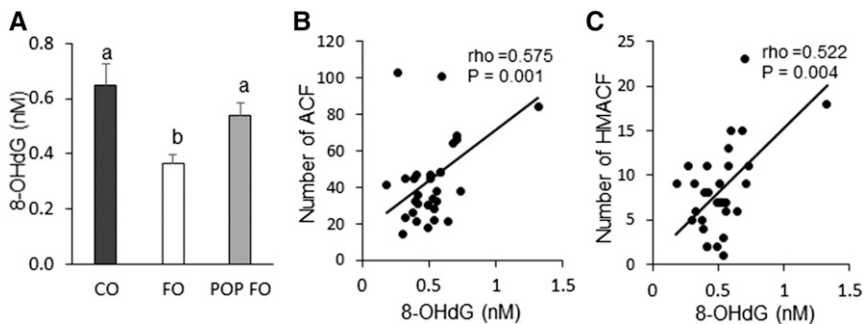 A
8-OHdG (nM)
0.8
0.6
0.4
0.2
0.0
a
b
a
CO
FO
POP FO
B
Number of ACF
120
100
80
60
40
20
0
rho =0.575
P = 0.001
0
0.5
1
1.5
8-OHdG (nM)
C
Number of HMACF
25
20
15
10
5
0
rho =0.522
P = 0.004
0
0.5
1
1.5
8-OHdG (nM)